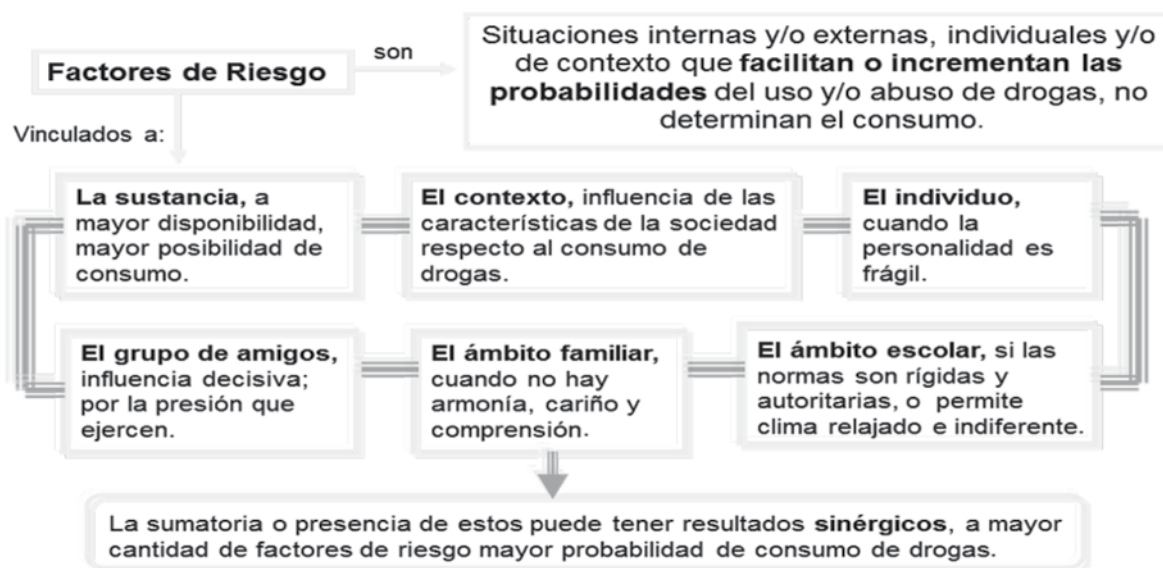 Factores de Riesgo
son
Situaciones internas y/o externas, individuales y/o
de contexto que facilitan o incrementan las
probabilidades del uso y/o abuso de drogas, no
determinan el consumo.
Vinculados a:
La sustancia, a
mayor disponibilidad,
mayor posibilidad de
consumo.
El contexto, influencia de las
características de la sociedad
respecto al consumo de
drogas.
El individuo,
cuando la
personalidad es
frágil.
El grupo de amigos,
influencia decisiva;
por la presión que
ejercen.
El ámbito familiar,
cuando no hay
armonía, cariño y
comprensión.
El ámbito escolar, si las
normas son rígidas y
autoritarias, o permite
clima relajado e indiferente.
La sumatoria o presencia de estos puede tener resultados sinérgicos, a mayor
cantidad de factores de riesgo mayor probabilidad de consumo de drogas.